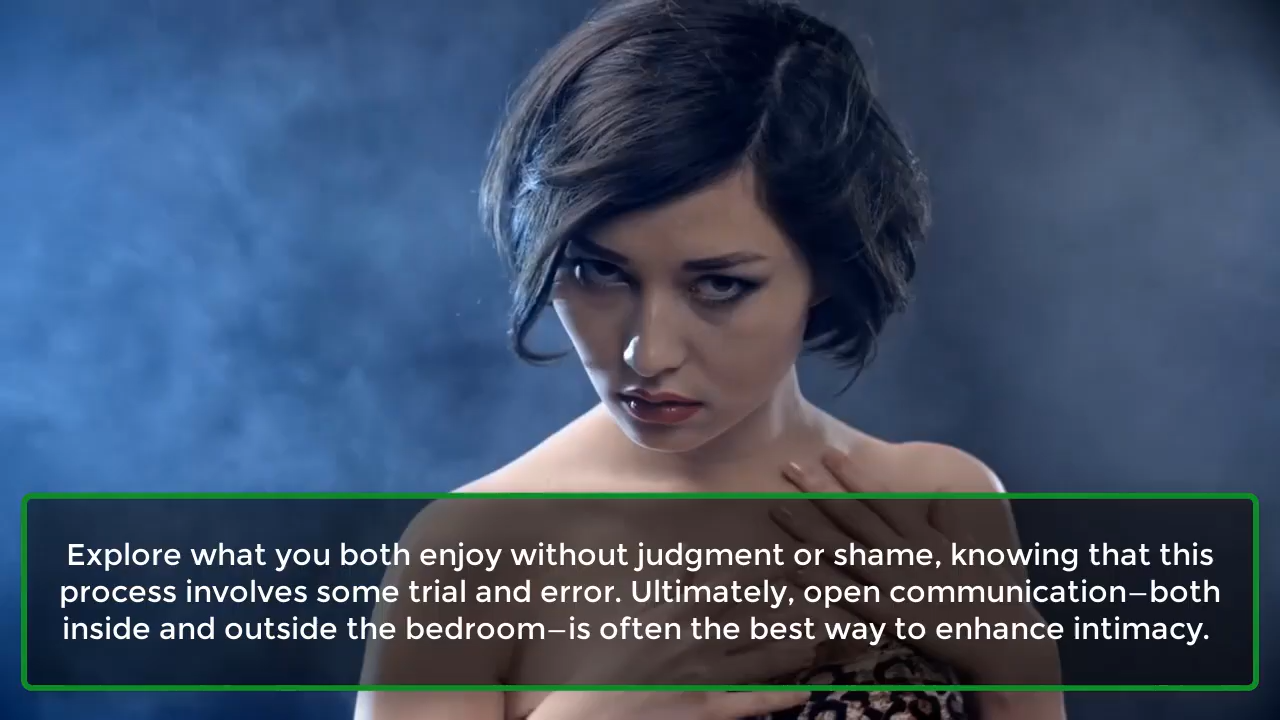 Explore what you both enjoy without judgment or shame, knowing that this
process involves some trial and error. Ultimately, open communication–both
inside and outside the bedroom–is often the best way to enhance intimacy.